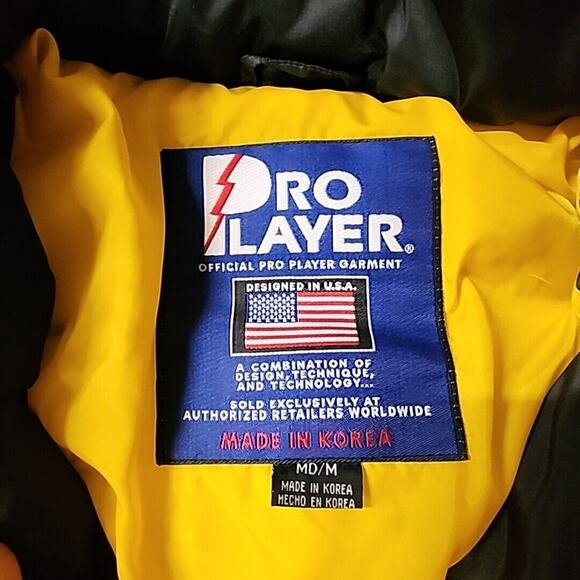 PRO
PLAYER®
OFFICIAL PRO PLAYER GARMENT
DESIGNED IN U.S.A.
A COMBINATION OF
DESIGN, TECHNIQUE,
AND TECHNOLOGY...
SOLD EXCLUSIVELY AT
AUTHORIZED RETAILERS WORLDWIDE
MADE IN KOREA
MD/M
MADE IN KOREA
HECHO EN KOREA